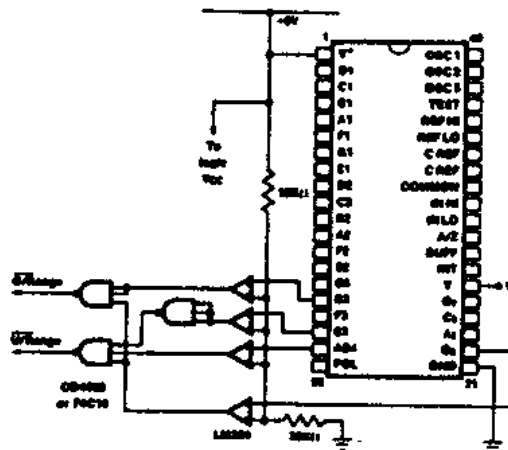 +5V
1
40
V+
OSC 1
D1
OSC 2
C1
OSC 3
B1
TEST
A1
REF HI
F1
REF LO
G1
C REF
E1
C REF
D2
COMMON
C2
IN HI
B2
IN LO
A2
A/Z
F2
BUFF
E2
INT
D3
V-
B3
G2
F3
C3
E3
A3
AB4
G3
POL
GND
20
21
To
logic
VCC
O/Range
U/Range
CD4023
or 74C10
LM339